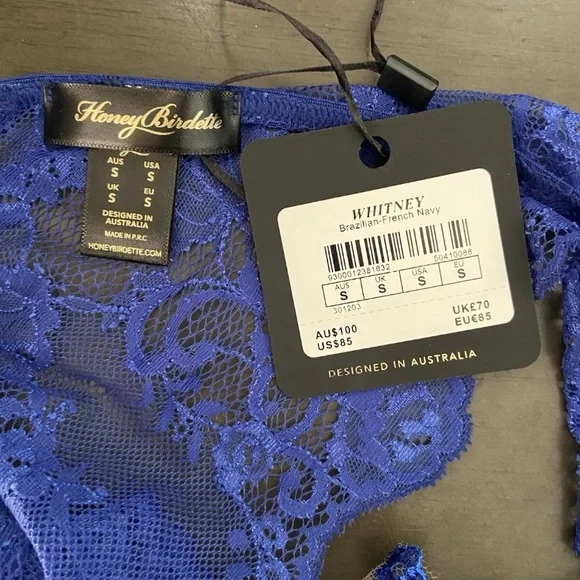 Honey Birdette
AUS USA
S S
UK EU
S S
DESIGNED IN
AUSTRALIA
MADE IN P.R.C
HONEYBIRDETTE.COM
WHITNEY
Brazilian-French Navy
9300012381632 50410088
AUS UK USA EU
S S S S
301203
AU$100 UK£70
US$85 EU€85
DESIGNED IN AUSTRALIA